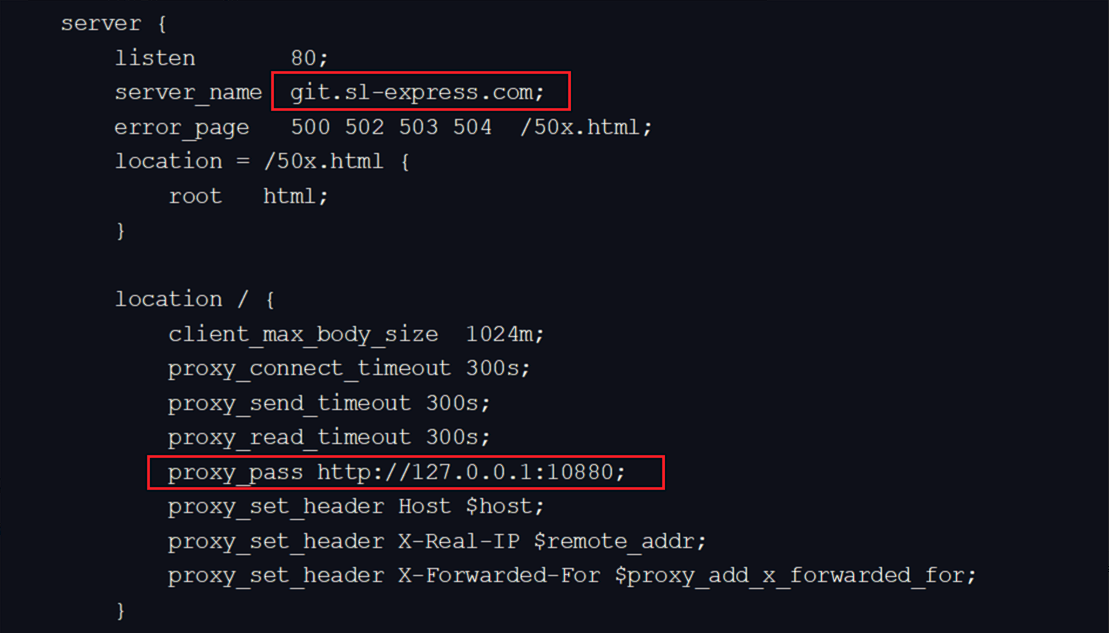 server {
    listen       80;
    server_name  git.sl-express.com;
    error_page   500 502 503 504  /50x.html;
    location = /50x.html {
        root   html;
    }

    location / {
        client_max_body_size  1024m;
        proxy_connect_timeout 300s;
        proxy_send_timeout 300s;
        proxy_read_timeout 300s;
        proxy_pass http://127.0.0.1:10880;
        proxy_set_header Host $host;
        proxy_set_header X-Real-IP $remote_addr;
        proxy_set_header X-Forwarded-For $proxy_add_x_forwarded_for;
    }